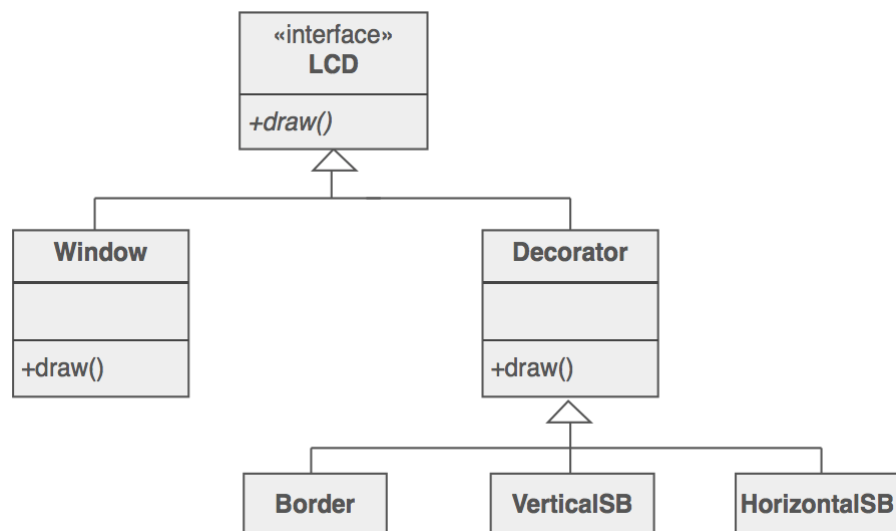 «interface»
LCD
+draw()
Window
+draw()
Decorator
+draw()
Border
VerticalSB
HorizontalSB